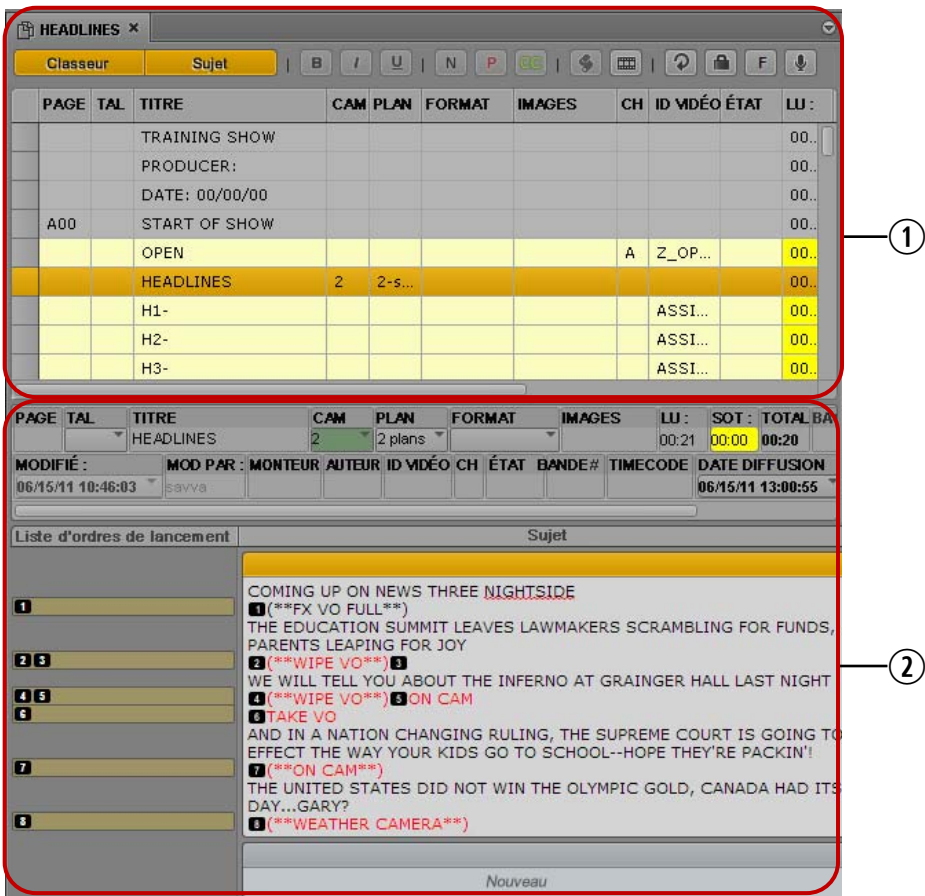 HEADLINES ×
Classeur Sujet | B I U | N P CC | | F
PAGE TAL TITRE CAM PLAN FORMAT IMAGES CH ID VIDÉO ÉTAT LU :
TRAINING SHOW 00..
PRODUCER: 00..
DATE: 00/00/00 00..
A00 START OF SHOW 00..
OPEN A Z_OP... 00..
HEADLINES 2 2-s... 00..
H1- ASSI... 00..
H2- ASSI... 00..
H3- ASSI... 00..
1
PAGE TAL TITRE CAM PLAN FORMAT IMAGES LU : SOT : TOTAL BA
HEADLINES 2 2 plans 00:21 00:00 00:20
MODIFIÉ : MOD PAR : MONTEUR AUTEUR ID VIDÉO CH ÉTAT BANDE# TIMECODE DATE DIFFUSION
06/15/11 10:46:03 savva 06/15/11 13:00:55
Liste d'ordres de lancement Sujet
COMING UP ON NEWS THREE NIGHTSIDE
1 1(**FX VO FULL**)
THE EDUCATION SUMMIT LEAVES LAWMAKERS SCRAMBLING FOR FUNDS,
PARENTS LEAPING FOR JOY
2 3 2(**WIPE VO**)3
WE WILL TELL YOU ABOUT THE INFERNO AT GRAINGER HALL LAST NIGHT
4 5 4(**WIPE VO**)5ON CAM
6 6TAKE VO
AND IN A NATION CHANGING RULING, THE SUPREME COURT IS GOING TO
EFFECT THE WAY YOUR KIDS GO TO SCHOOL--HOPE THEY'RE PACKIN'!
7 7(**ON CAM**)
THE UNITED STATES DID NOT WIN THE OLYMPIC GOLD, CANADA HAD ITS
DAY...GARY?
8 8(**WEATHER CAMERA**)
Nouveau
2